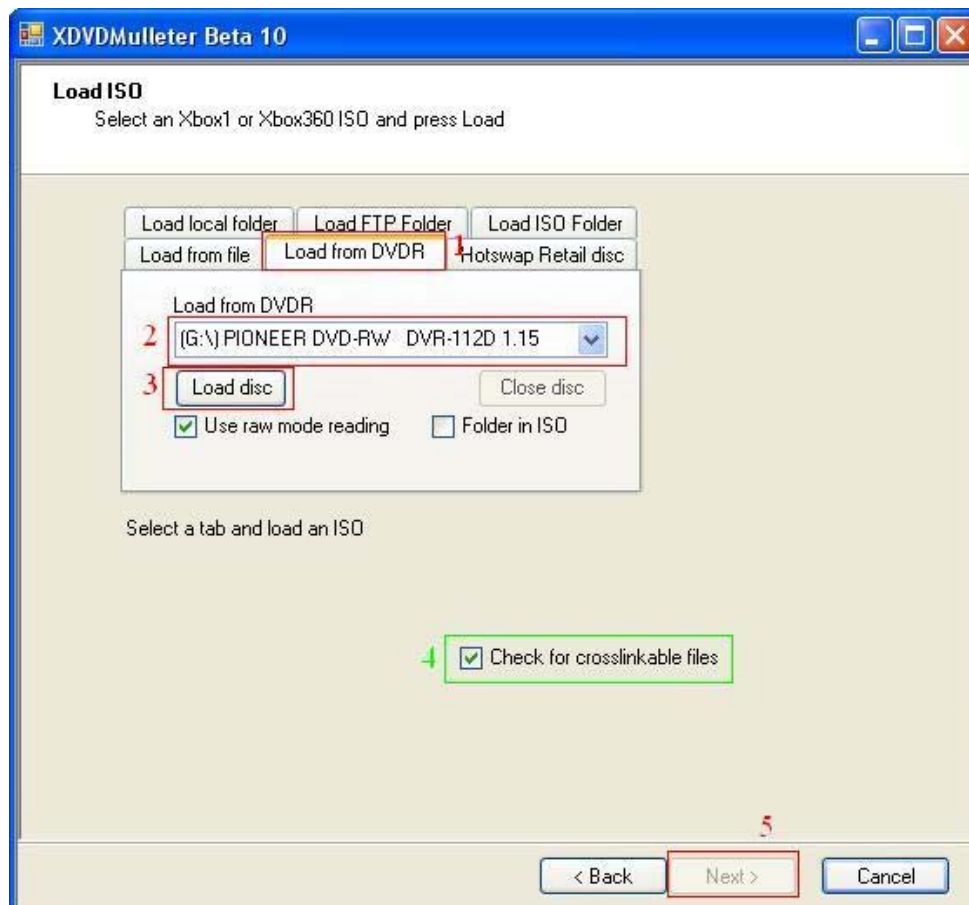 XDVDMulleter Beta 10
Load ISO
Select an Xbox1 or Xbox360 ISO and press Load
Load local folder Load FTP Folder Load ISO Folder
Load from file Load from DVDR 1 Hotswap Retail disc
Load from DVDR
2 (G:\) PIONEER DVD-RW DVR-112D 1.15
3 Load disc Close disc
Use raw mode reading Folder in ISO
Select a tab and load an ISO
4 Check for crosslinkable files
5
< Back Next > Cancel